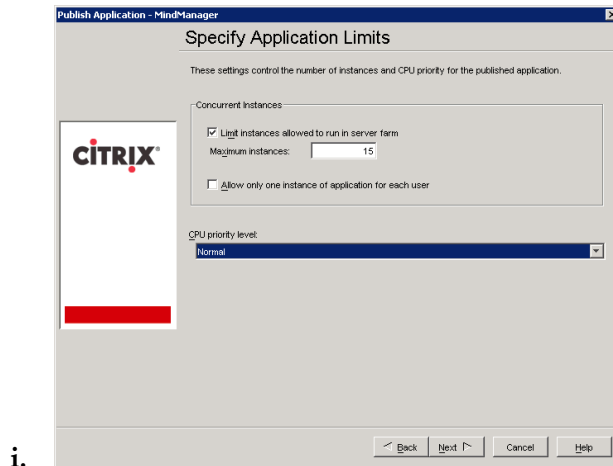 Publish Application - MindManager
Specify Application Limits
These settings control the number of instances and CPU priority for the published application.
Concurrent Instances
Limit instances allowed to run in server farm
Maximum instances: 15
Allow only one instance of application for each user
CITRIX
CPU priority level:
Normal
Back Next Cancel Help
i.